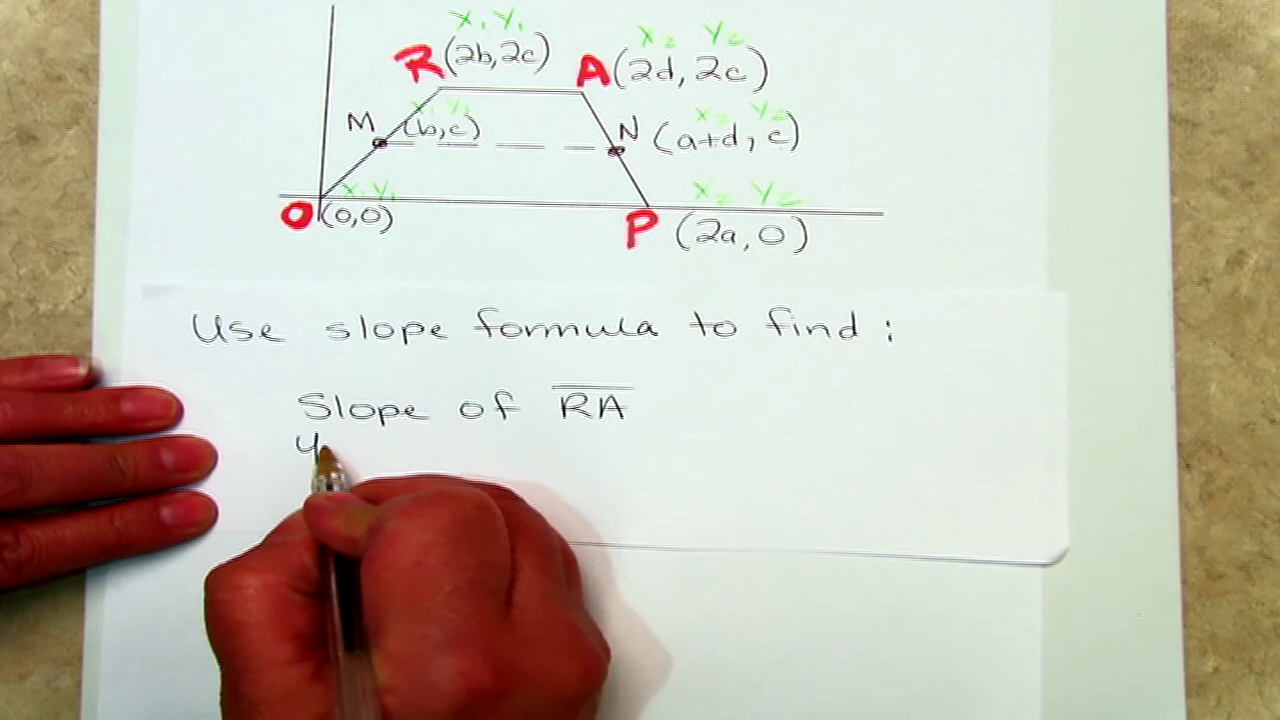 X₁ Y₁ X₂ Y₂
R (2b, 2c) A (2d, 2c)
X₁ Y₁ X₂ Y₂
M (b, c) N (a+d, c)
X₁ Y₁ X₂ Y₂
O (0,0) P (2a, 0)
Use slope formula to find:
Slope of R̅A̅
y